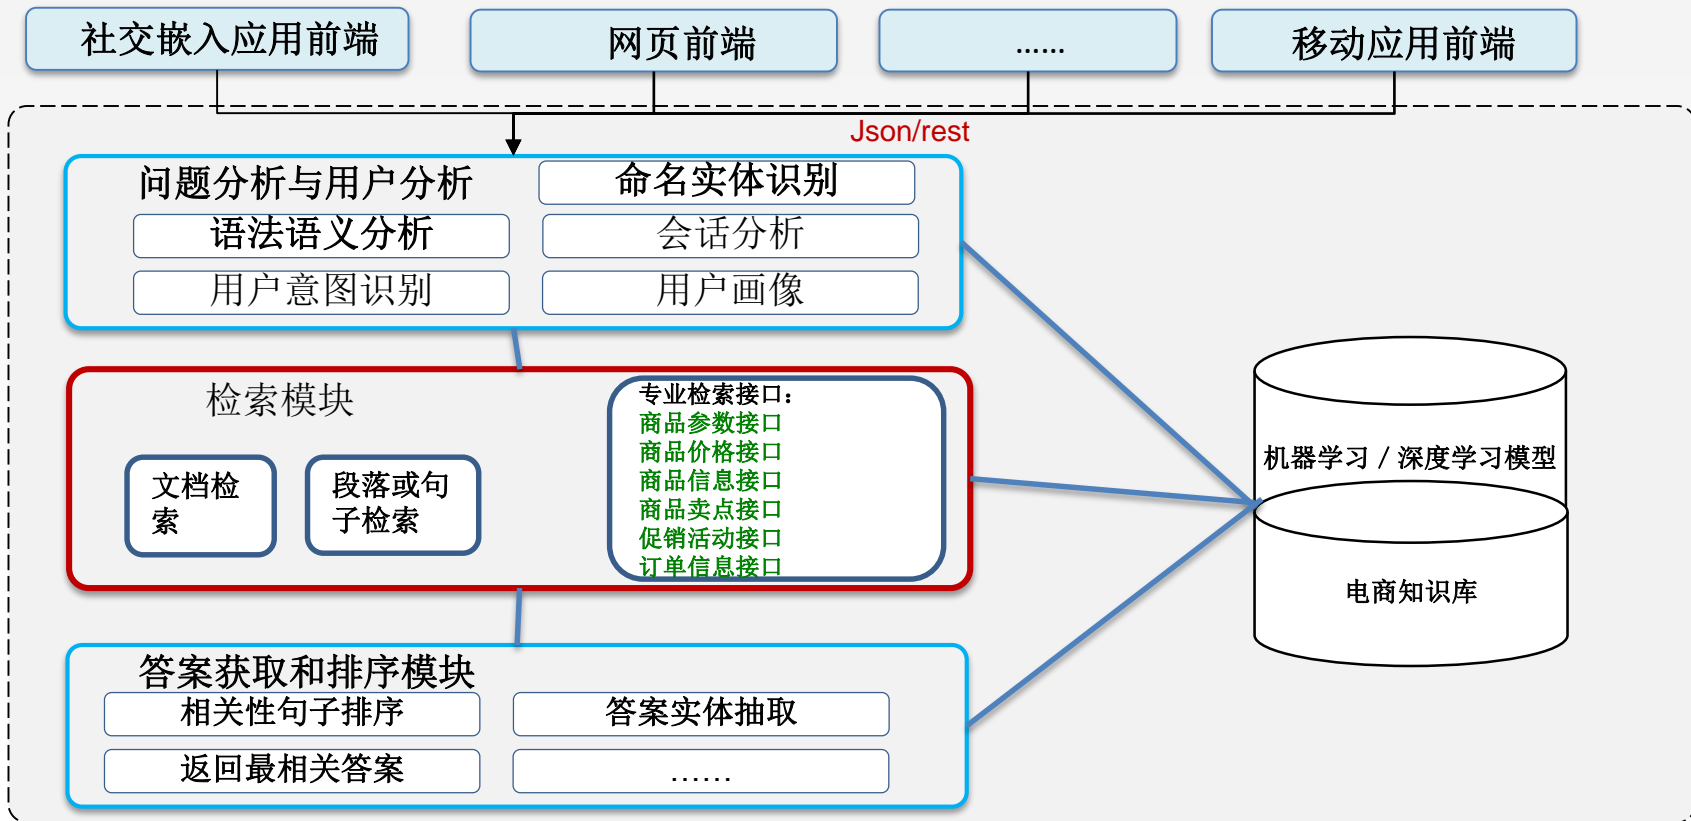 社交嵌入应用前端
网页前端
......
移动应用前端
Json/rest
问题分析与用户分析
命名实体识别
语法语义分析
会话分析
用户意图识别
用户画像
检索模块
文档检
索
段落或句
子检索
专业检索接口：
商品参数接口
商品价格接口
商品信息接口
商品卖点接口
促销活动接口
订单信息接口
机器学习 / 深度学习模型
电商知识库
答案获取和排序模块
相关性句子排序
答案实体抽取
返回最相关答案
......